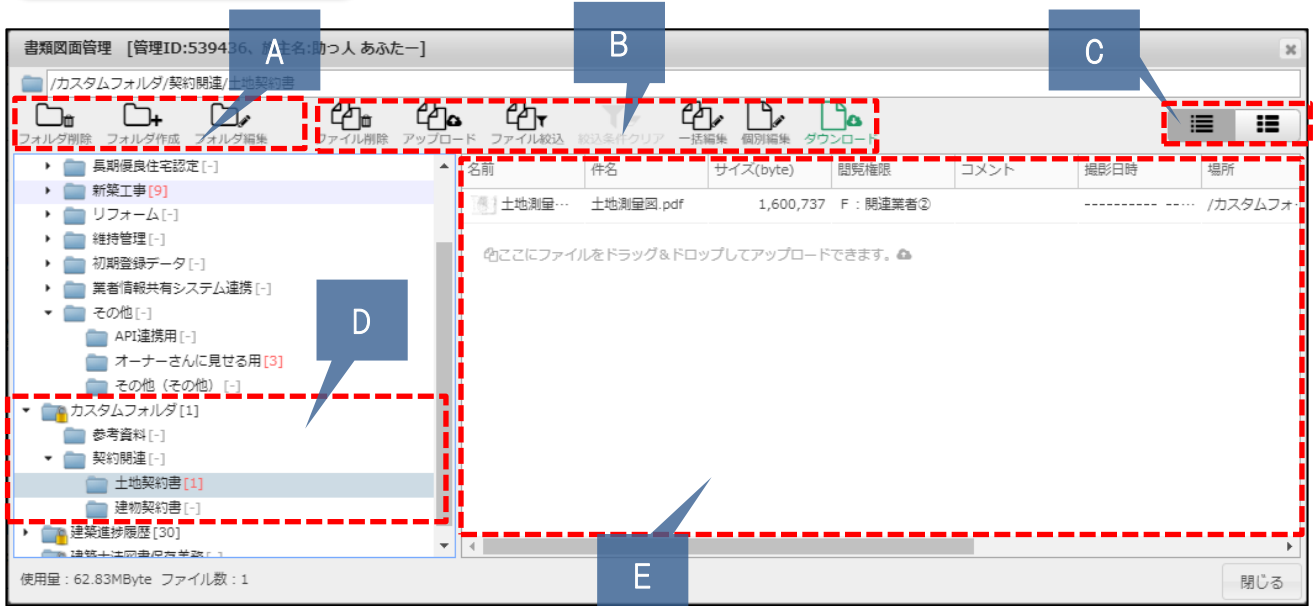 B
A
C
書類図面管理 [管理ID:539436、施主名:助っ人 あふたー]
/カスタムフォルダ/契約関連/土地契約書
フォルダ削除 フォルダ作成 フォルダ編集 ファイル削除 アップロード ファイル絞込 絞込条件クリア 一括編集 個別編集 ダウンロード
長期優良住宅認定[-]
新築工事[9]
リフォーム[-]
維持管理[-]
初期登録データ[-]
業者情報共有システム連携[-]
その他[-]
API連携用[-]
オーナーさんに見せる用[3]
その他（その他）[-]
カスタムフォルダ[1]
参考資料[-]
契約関連[-]
土地契約書[1]
建物契約書[-]
建築進捗履歴[30]
建築士法図書保存業務[-]
D
名前 件名 サイズ(byte) 閲覧権限 コメント 撮影日時 場所
土地測量… 土地測量図.pdf 1,600,737 F：関連業者② ---------- --… /カスタムフォ
ここにファイルをドラッグ&ドロップしてアップロードできます。
E
使用量：62.83MByte ファイル数：1
閉じる